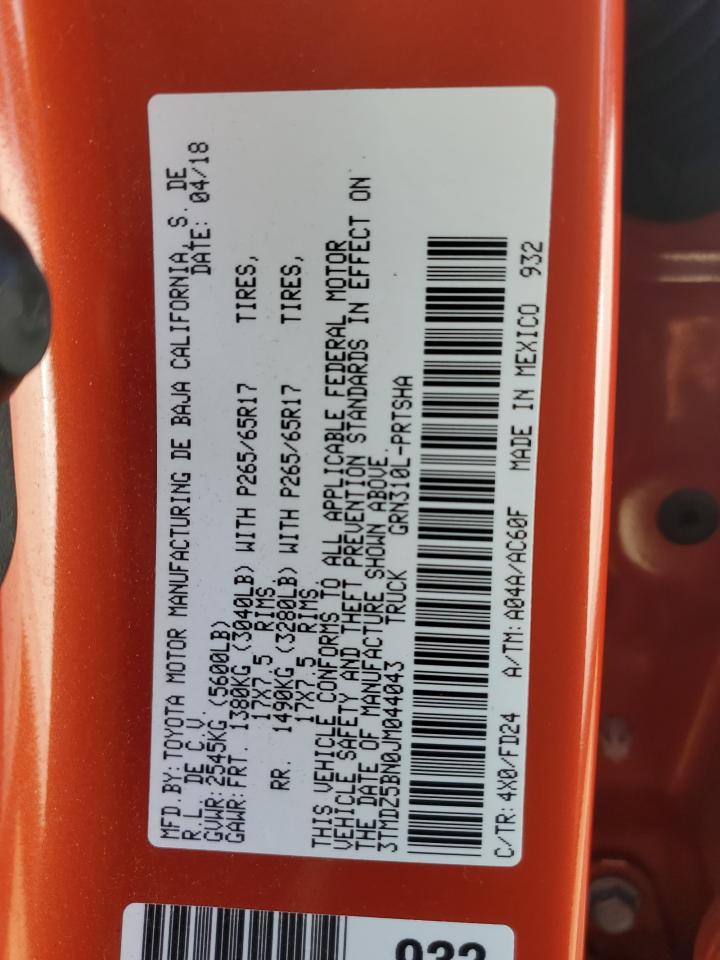 MFD.BY:TOYOTA MOTOR MANUFACTURING DE BAJA CALIFORNIA, S. DE
R.L. DE C.V. DATE: 04/18
GVWR:2545KG (5600LB)
GAWR:FRT. 1380KG (3040LB) WITH P265/65R17 TIRES,
17X7.5 RIMS
RR. 1490KG (3280LB) WITH P265/65R17 TIRES,
17X7.5 RIMS.
THIS VEHICLE CONFORMS TO ALL APPLICABLE FEDERAL MOTOR
VEHICLE SAFETY AND THEFT PREVENTION STANDARDS IN EFFECT ON
THE DATE OF MANUFACTURE SHOWN ABOVE.
3TMDZ5BN0JM044043 TRUCK GRN310L-PRTSHA
C/TR:4X0/FD24 A/TM:A04A/AC60F MADE IN MEXICO 932
932